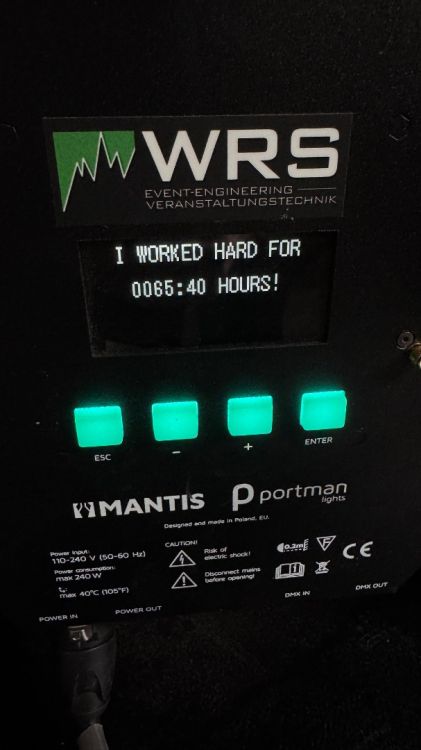 WRS
EVENT-ENGINEERING
VERANSTALTUNGSTECHNIK
I WORKED HARD FOR
0065:40 HOURS!
ESC
−
+
ENTER
MANTIS
portman
lights
Designed and made in Poland, EU.
Power input:
110-240 V (50-60 Hz)
Power consumption:
max 240 W
max 40°C (105°F)
CAUTION!
Risk of
electric shock!
Disconnect mains
before opening!
0.2m
F
CE
POWER IN
POWER OUT
DMX IN
DMX OUT